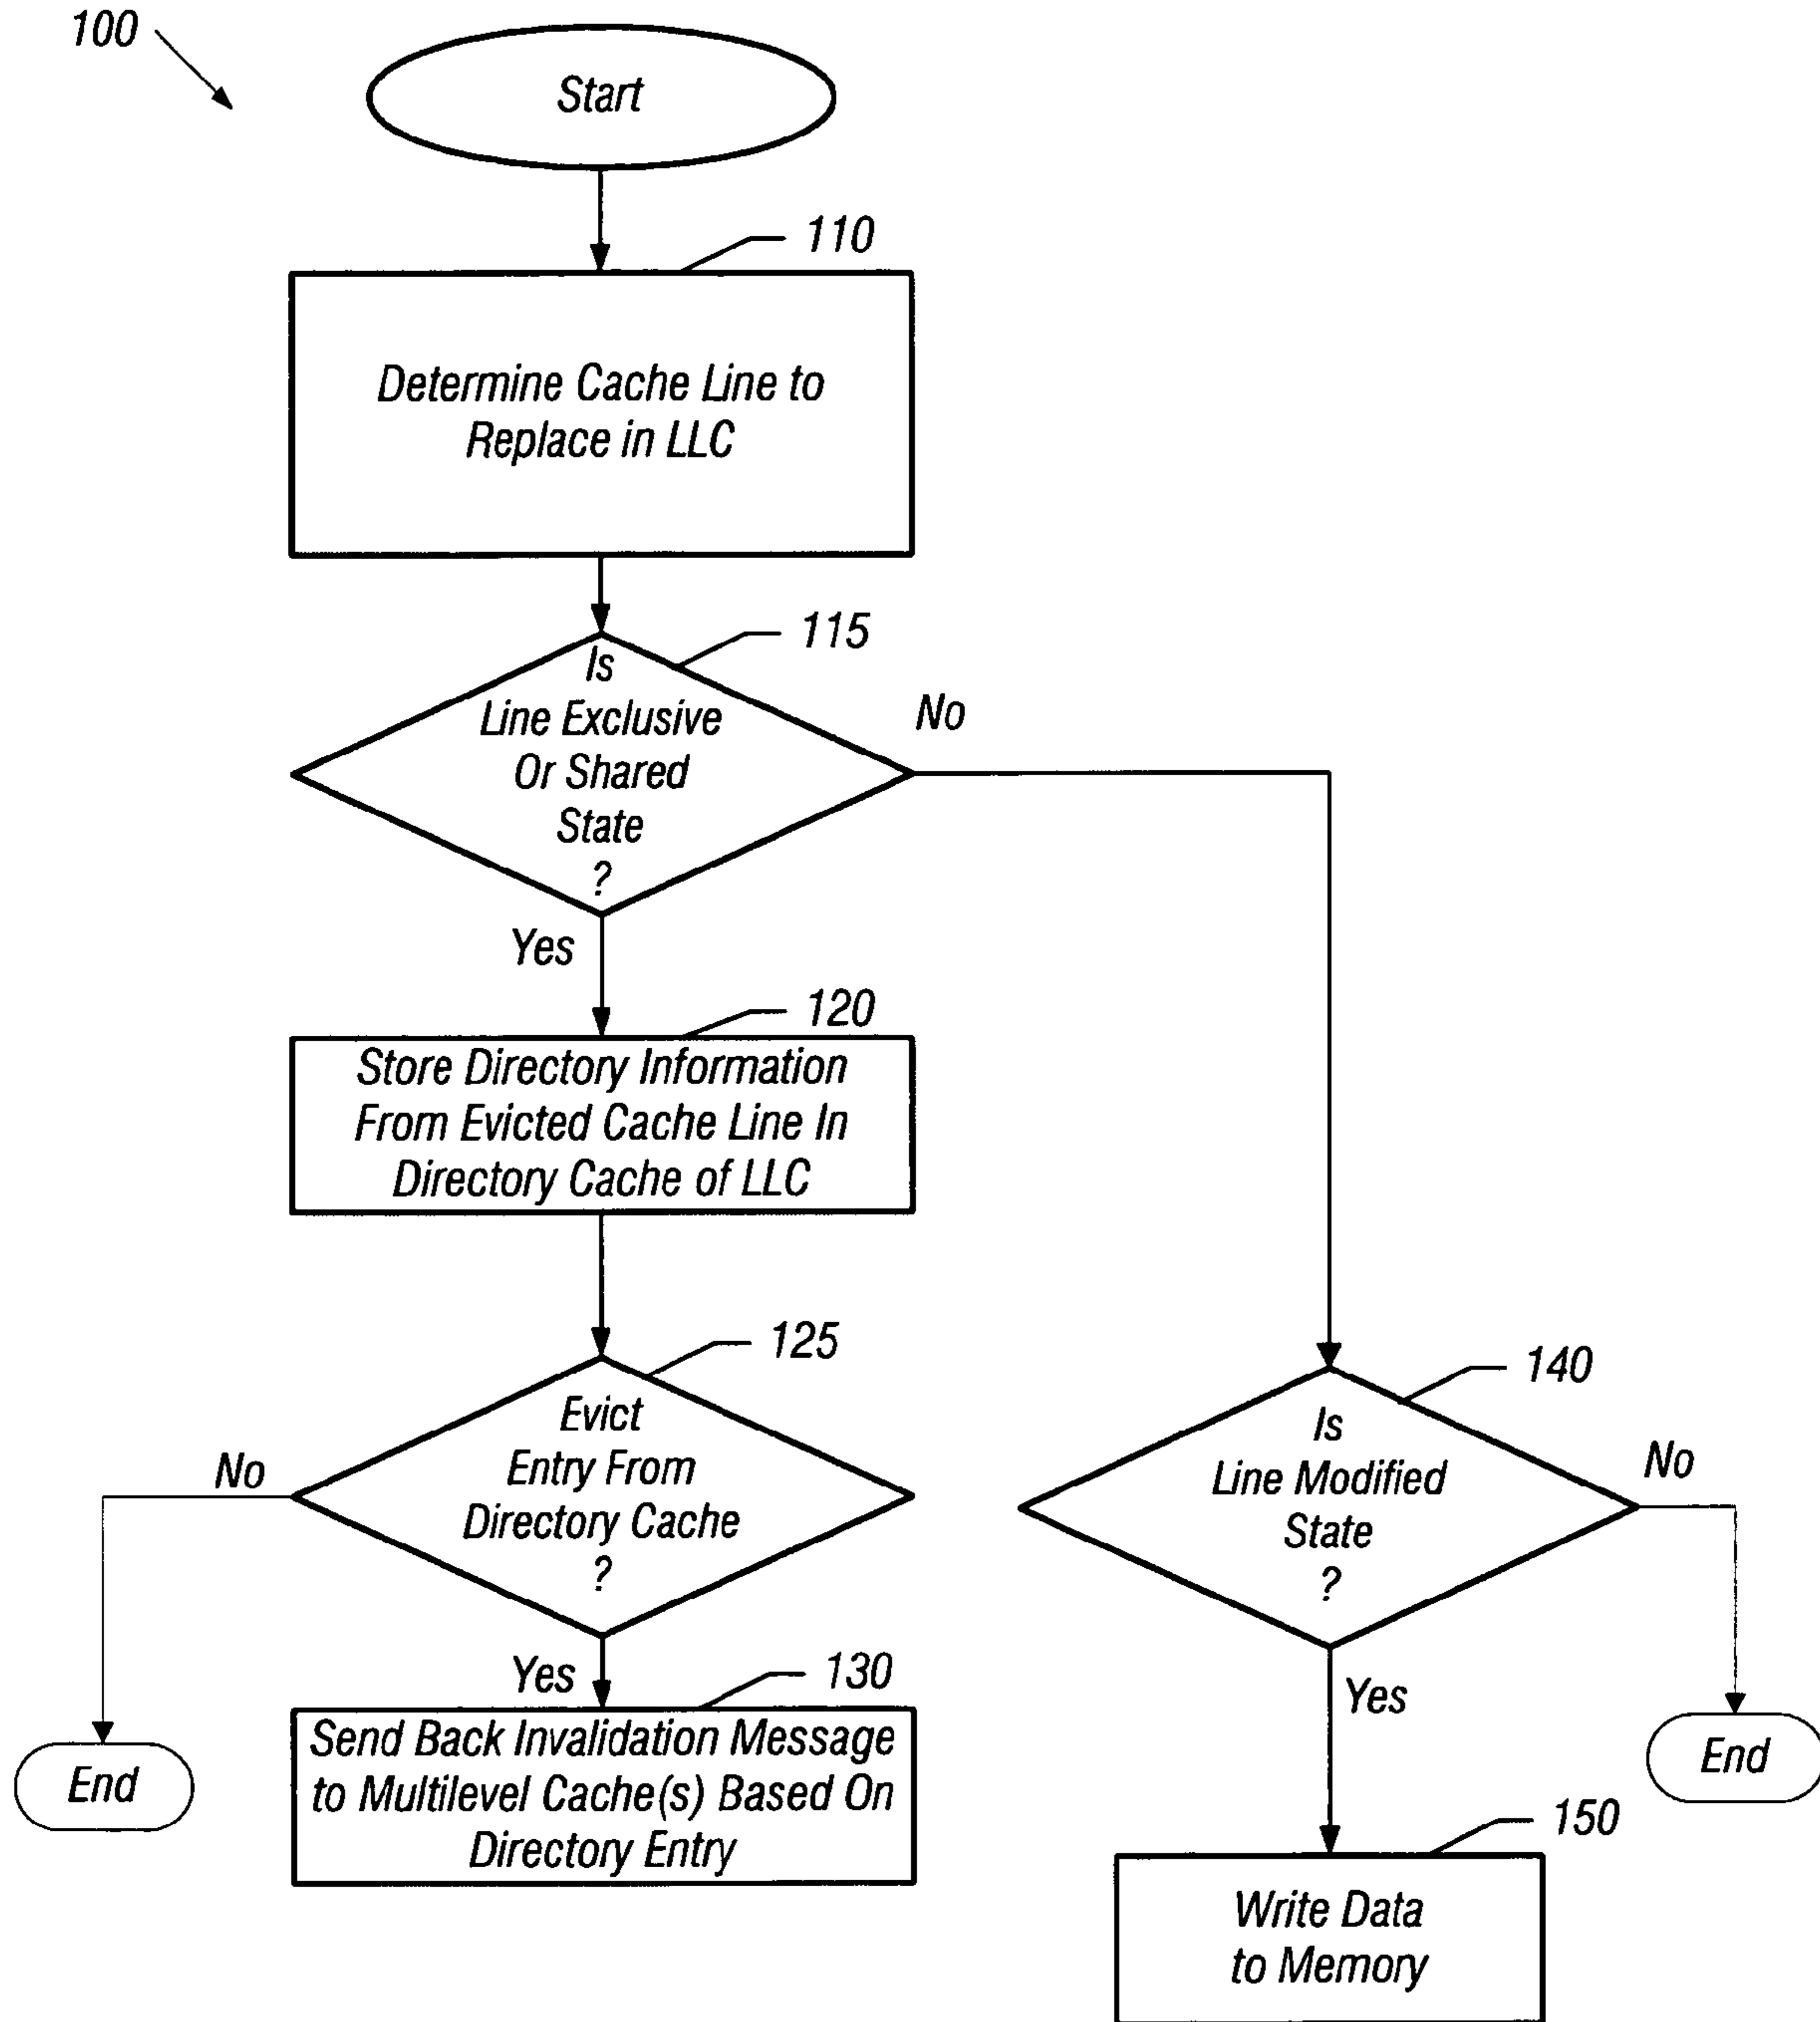 100
Start
110
Determine Cache Line to
Replace in LLC
115
Is
Line Exclusive
Or Shared
State
?
No
Yes
120
Store Directory Information
From Evicted Cache Line In
Directory Cache of LLC
125
Evict
Entry From
Directory Cache
?
No
Yes
End
130
Send Back Invalidation Message
to Multilevel Cache(s) Based On
Directory Entry
140
Is
Line Modified
State
?
No
Yes
End
150
Write Data
to Memory